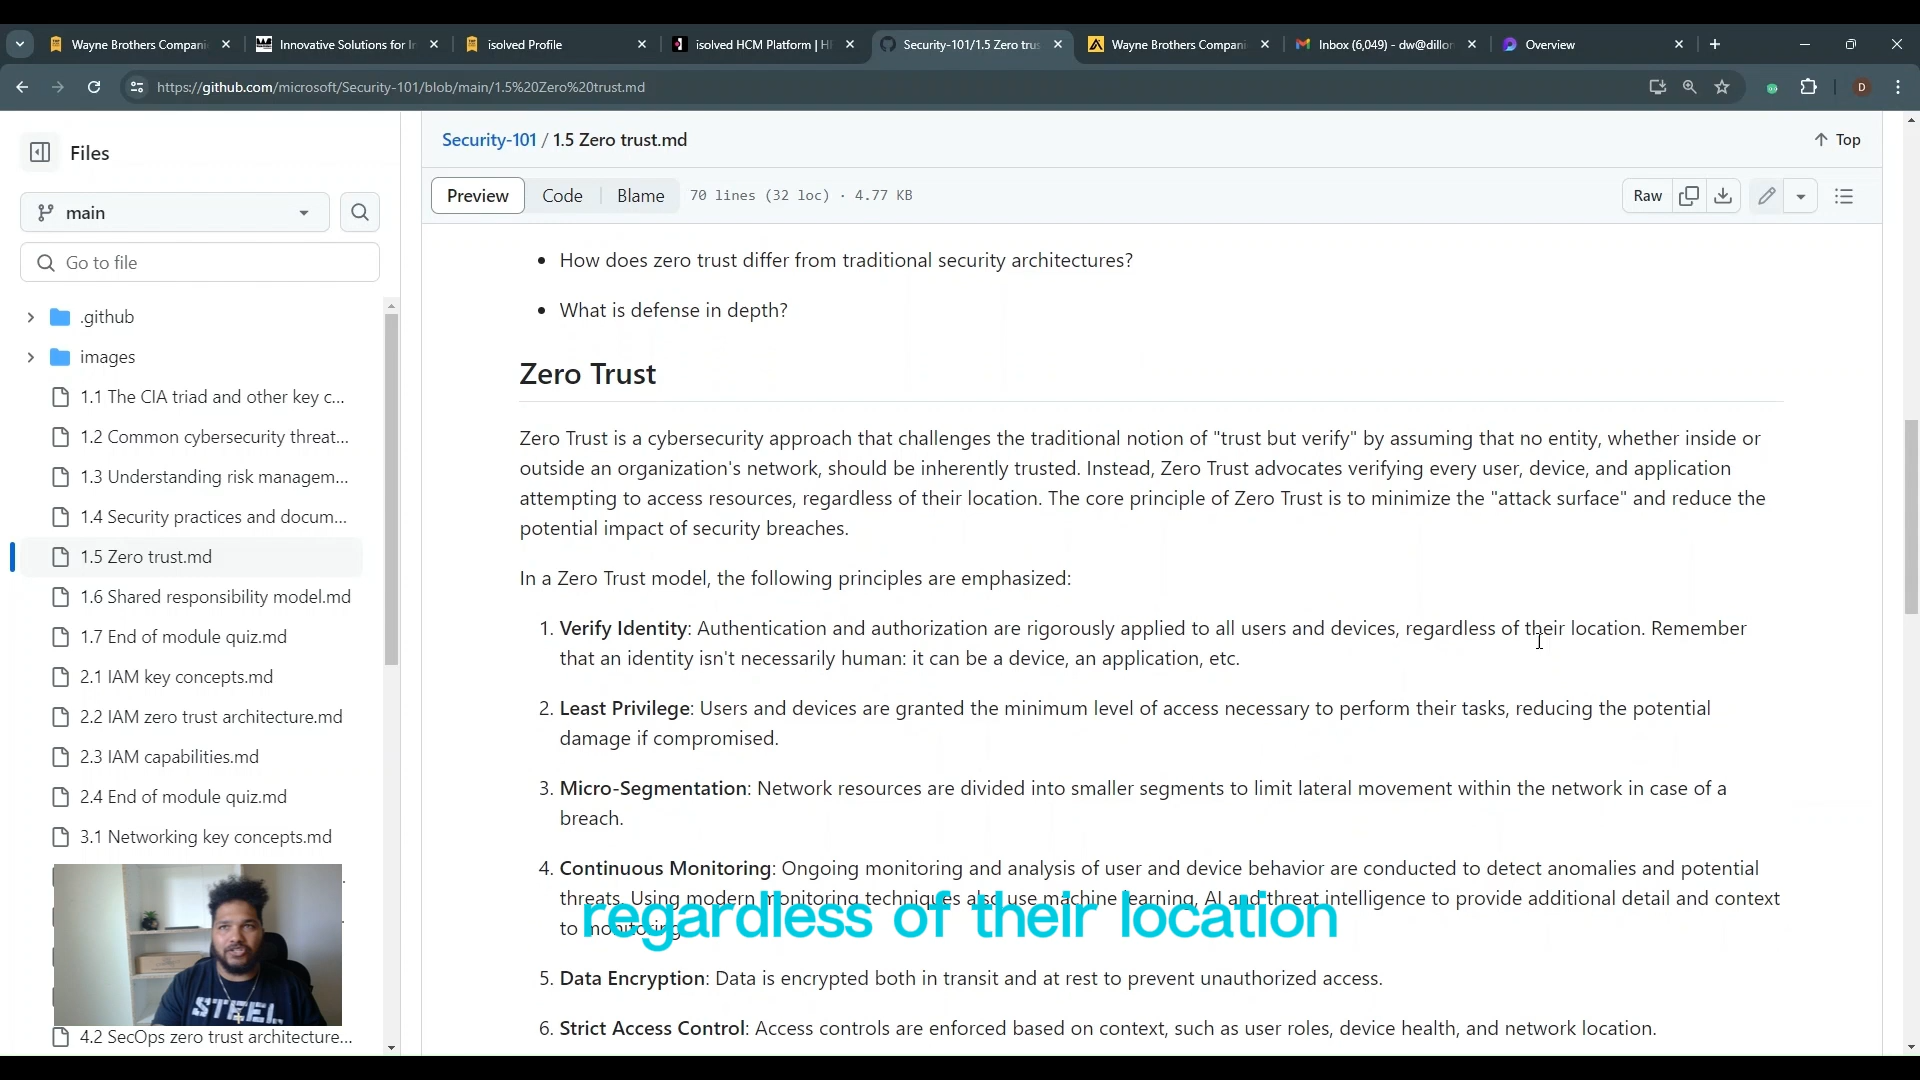 Wayne Brothers Compani
Innovative Solutions for In
isolved Profile
isolved HCM Platform | H
Security-101/1.5 Zero trus
Wayne Brothers Compani
Inbox (6,049) - dw@dillor
Overview
https://github.com/microsoft/Security-101/blob/main/1.5%20Zero%20trust.md
D
Files
main
Go to file
.github
images
1.1 The CIA triad and other key c...
1.2 Common cybersecurity threat...
1.3 Understanding risk managem...
1.4 Security practices and docum...
1.5 Zero trust.md
1.6 Shared responsibility model.md
1.7 End of module quiz.md
2.1 IAM key concepts.md
2.2 IAM zero trust architecture.md
2.3 IAM capabilities.md
2.4 End of module quiz.md
3.1 Networking key concepts.md
STEEL
4.2 SecOps zero trust architecture...
Security-101 / 1.5 Zero trust.md
Top
Preview Code Blame 70 lines (32 loc) · 4.77 KB
Raw
• How does zero trust differ from traditional security architectures?
• What is defense in depth?
Zero Trust
Zero Trust is a cybersecurity approach that challenges the traditional notion of "trust but verify" by assuming that no entity, whether inside or
outside an organization's network, should be inherently trusted. Instead, Zero Trust advocates verifying every user, device, and application
attempting to access resources, regardless of their location. The core principle of Zero Trust is to minimize the "attack surface" and reduce the
potential impact of security breaches.
In a Zero Trust model, the following principles are emphasized:
1. Verify Identity: Authentication and authorization are rigorously applied to all users and devices, regardless of their location. Remember
that an identity isn't necessarily human: it can be a device, an application, etc.
2. Least Privilege: Users and devices are granted the minimum level of access necessary to perform their tasks, reducing the potential
damage if compromised.
3. Micro-Segmentation: Network resources are divided into smaller segments to limit lateral movement within the network in case of a
breach.
4. Continuous Monitoring: Ongoing monitoring and analysis of user and device behavior are conducted to detect anomalies and potential
threats. Using modern monitoring techniques also use machine learning, AI and threat intelligence to provide additional detail and context
to monitoring.
regardless of their location
5. Data Encryption: Data is encrypted both in transit and at rest to prevent unauthorized access.
6. Strict Access Control: Access controls are enforced based on context, such as user roles, device health, and network location.